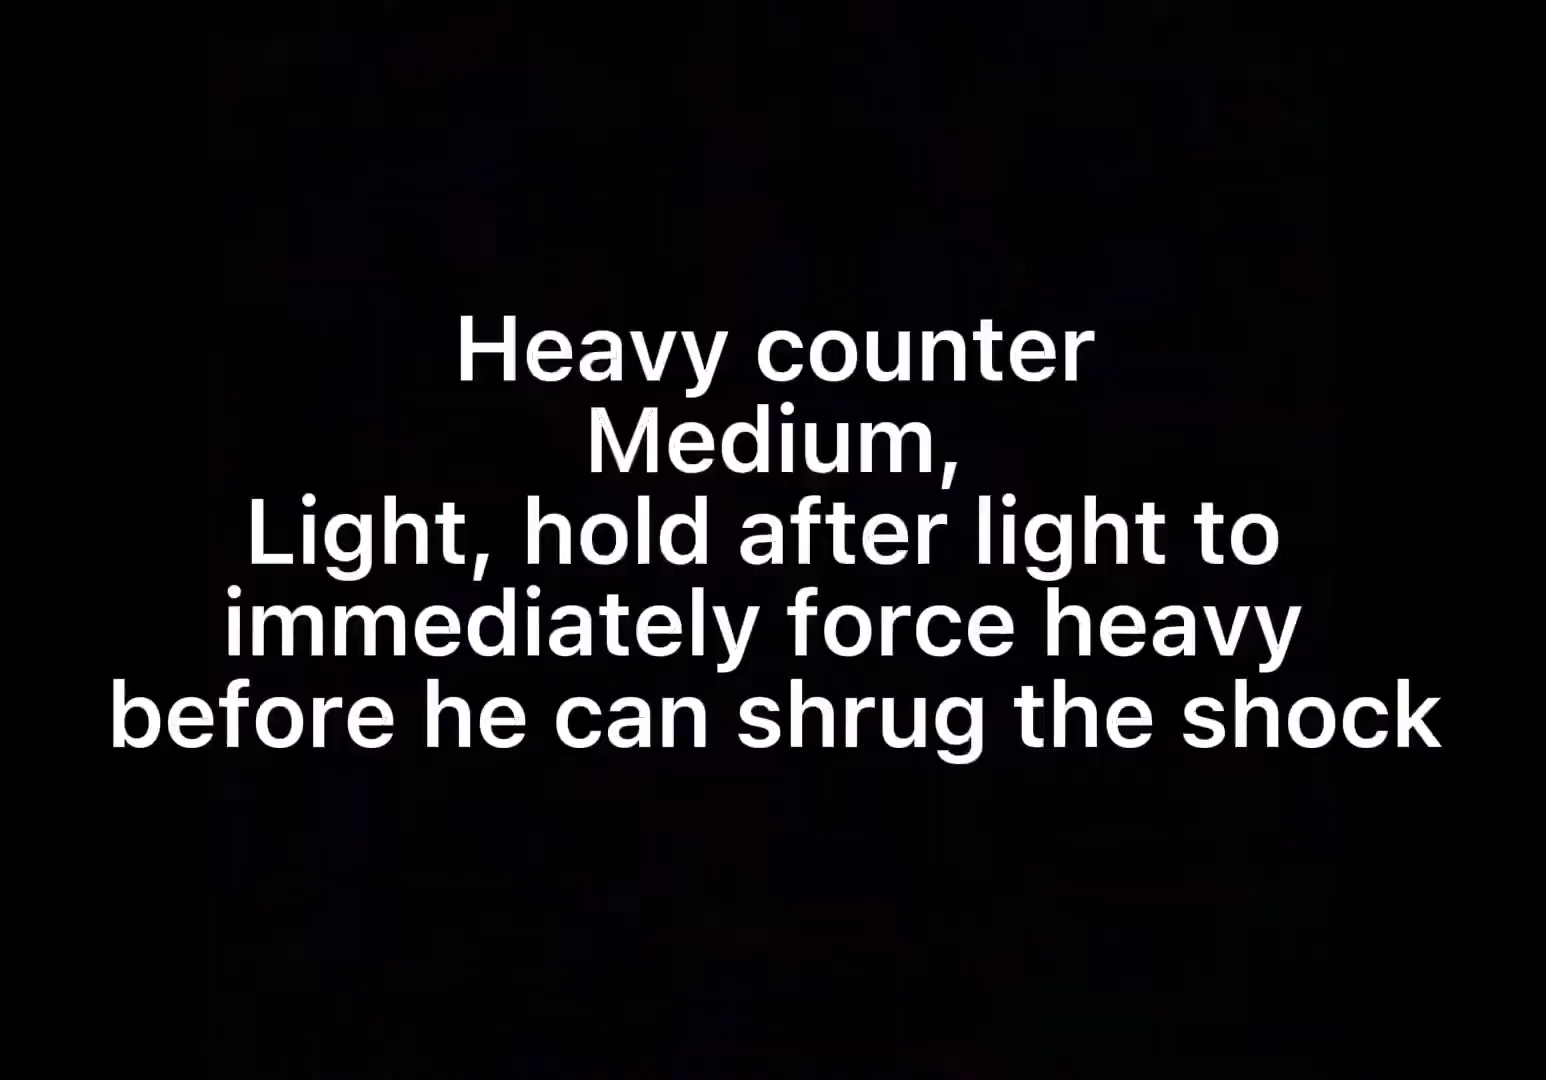 Heavy counter
Medium,
Light, hold after light to
immediately force heavy
before he can shrug the shock